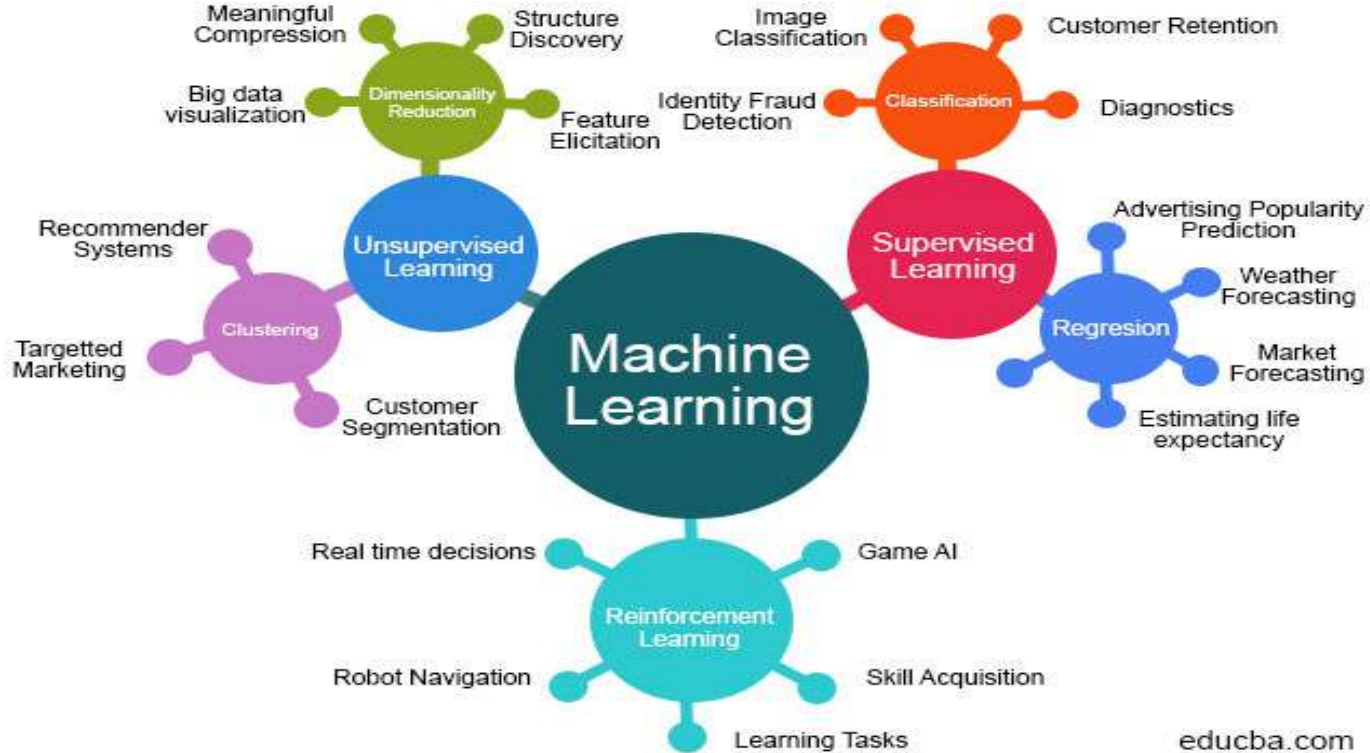 Meaningful
Compression
Structure
Discovery
Big data
visualization
Dimensionality
Reduction
Feature
Elicitation
Image
Classification
Customer Retention
Identity Fraud
Detection
Classification
Diagnostics
Recommender
Systems
Unsupervised
Learning
Clustering
Targetted
Marketing
Customer
Segmentation
Machine
Learning
Supervised
Learning
Advertising Popularity
Prediction
Weather
Forecasting
Regresion
Market
Forecasting
Estimating life
expectancy
Real time decisions
Game AI
Reinforcement
Learning
Robot Navigation
Skill Acquisition
Learning Tasks
educba.com